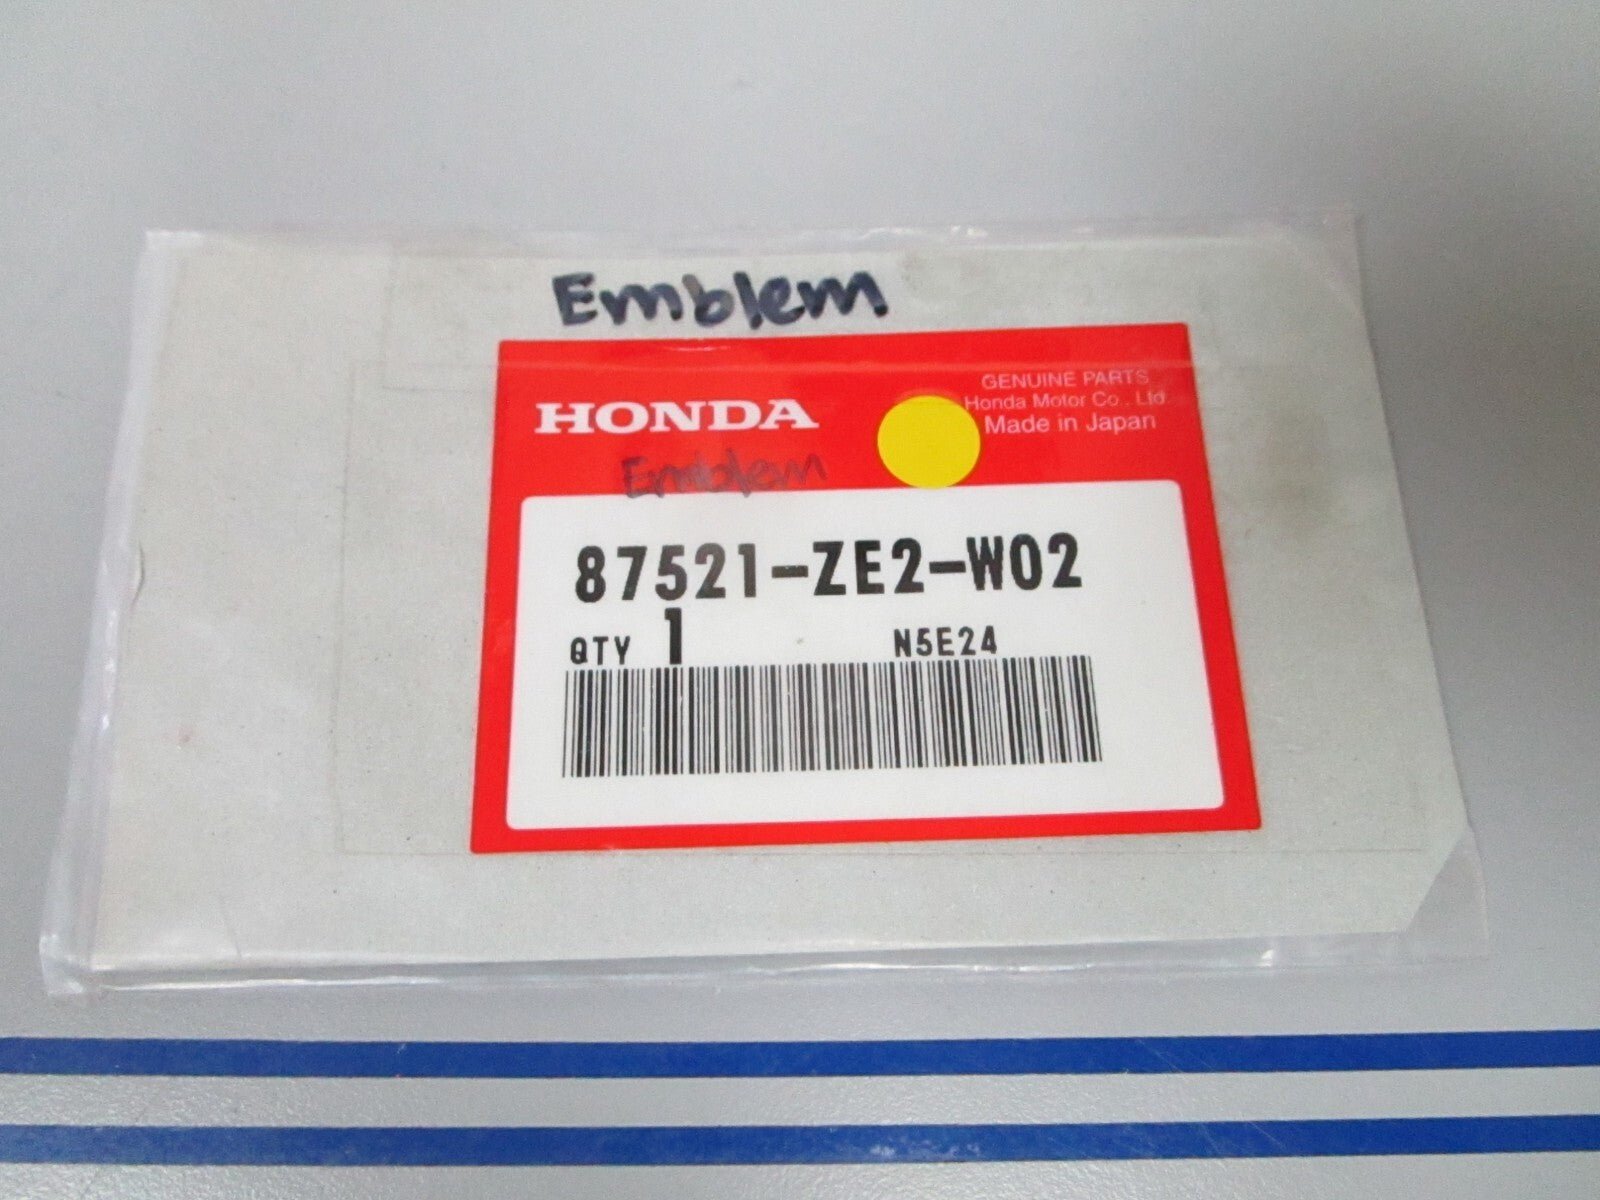 Emblem
GENUINE PARTS
HONDA Honda Motor Co., Ltd.
Made in Japan
Emblem
87521-ZE2-W02
QTY 1 N5E24